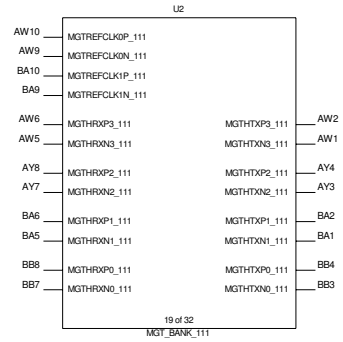 U2
AW10 MGTREFCLK0P_111
AW9 MGTREFCLK0N_111
BA10 MGTREFCLK1P_111
BA9 MGTREFCLK1N_111
AW6 MGTHRXP3_111 MGTHTXP3_111 AW2
AW5 MGTHRXN3_111 MGTHTXN3_111 AW1
AY8 MGTHRXP2_111 MGTHTXP2_111 AY4
AY7 MGTHRXN2_111 MGTHTXN2_111 AY3
BA6 MGTHRXP1_111 MGTHTXP1_111 BA2
BA5 MGTHRXN1_111 MGTHTXN1_111 BA1
BB8 MGTHRXP0_111 MGTHTXP0_111 BB4
BB7 MGTHRXN0_111 MGTHTXN0_111 BB3
19 of 32
MGT_BANK_111